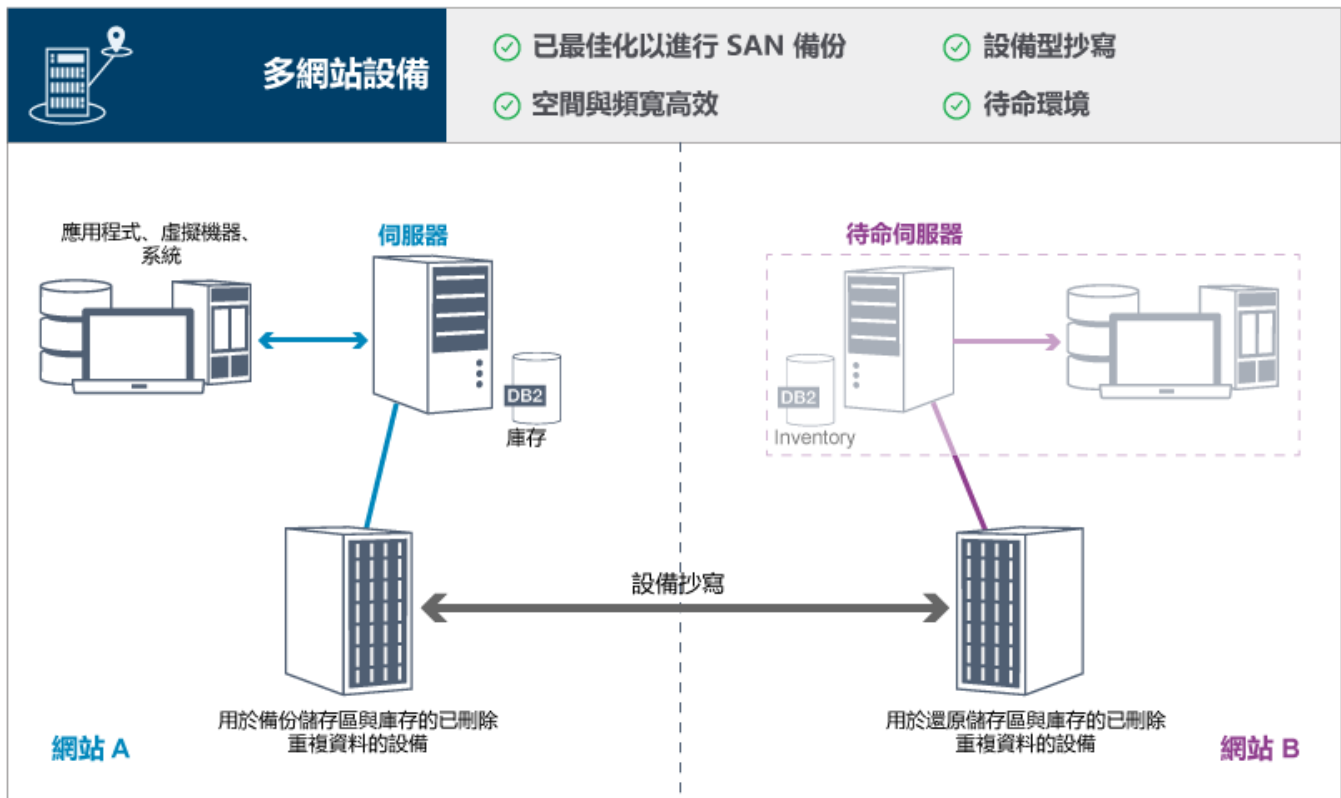 多網站設備
已最佳化以進行 SAN 備份
設備型抄寫
空間與頻寬高效
待命環境
應用程式、虛擬機器、
系統
伺服器
DB2
庫存
待命伺服器
DB2
Inventory
設備抄寫
用於備份儲存區與庫存的已刪除
重複資料的設備
網站 A
用於還原儲存區與庫存的已刪除
重複資料的設備
網站 B